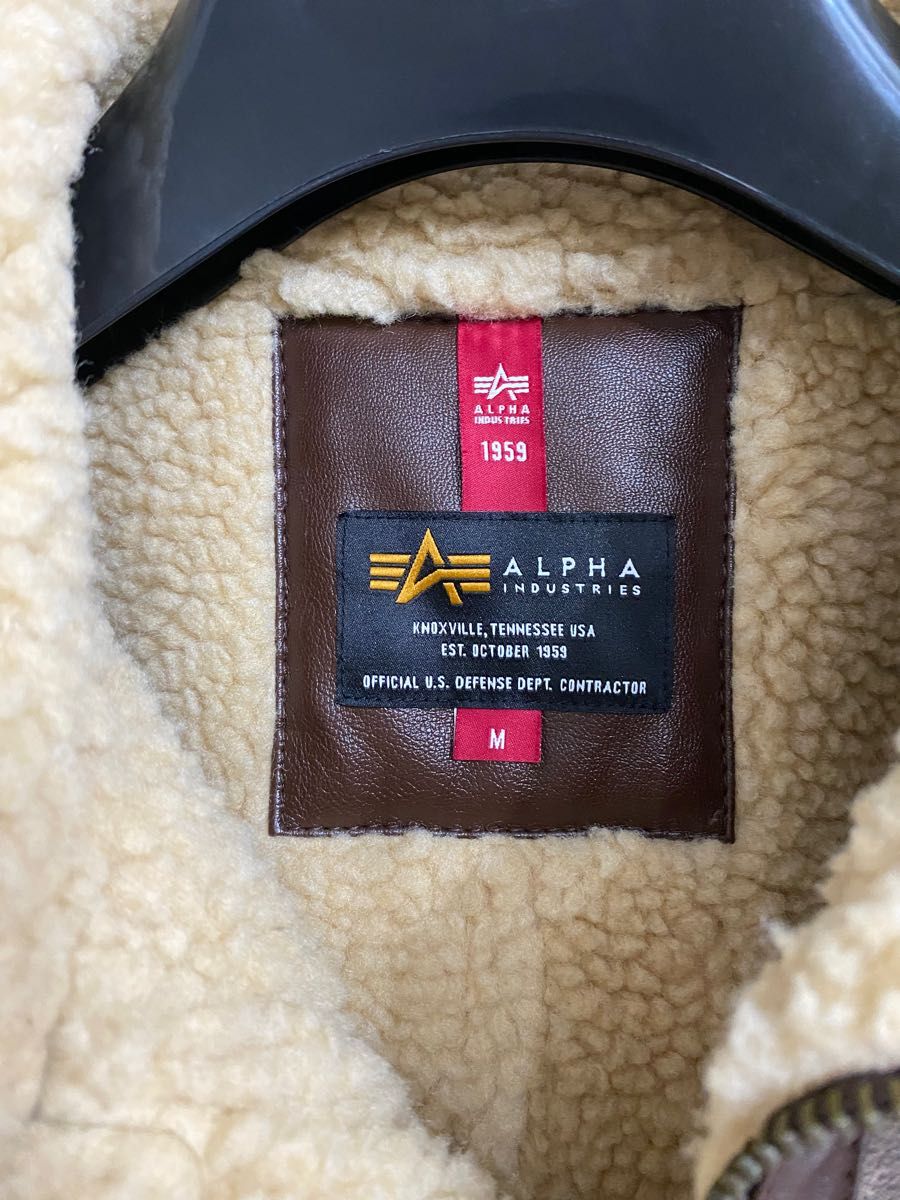 ALPHA
INDUSTRIES
1959
ALPHA
INDUSTRIES
KNOXVILLE, TENNESSEE USA
EST. OCTOBER 1959
OFFICIAL U.S. DEFENSE DEPT. CONTRACTOR
M